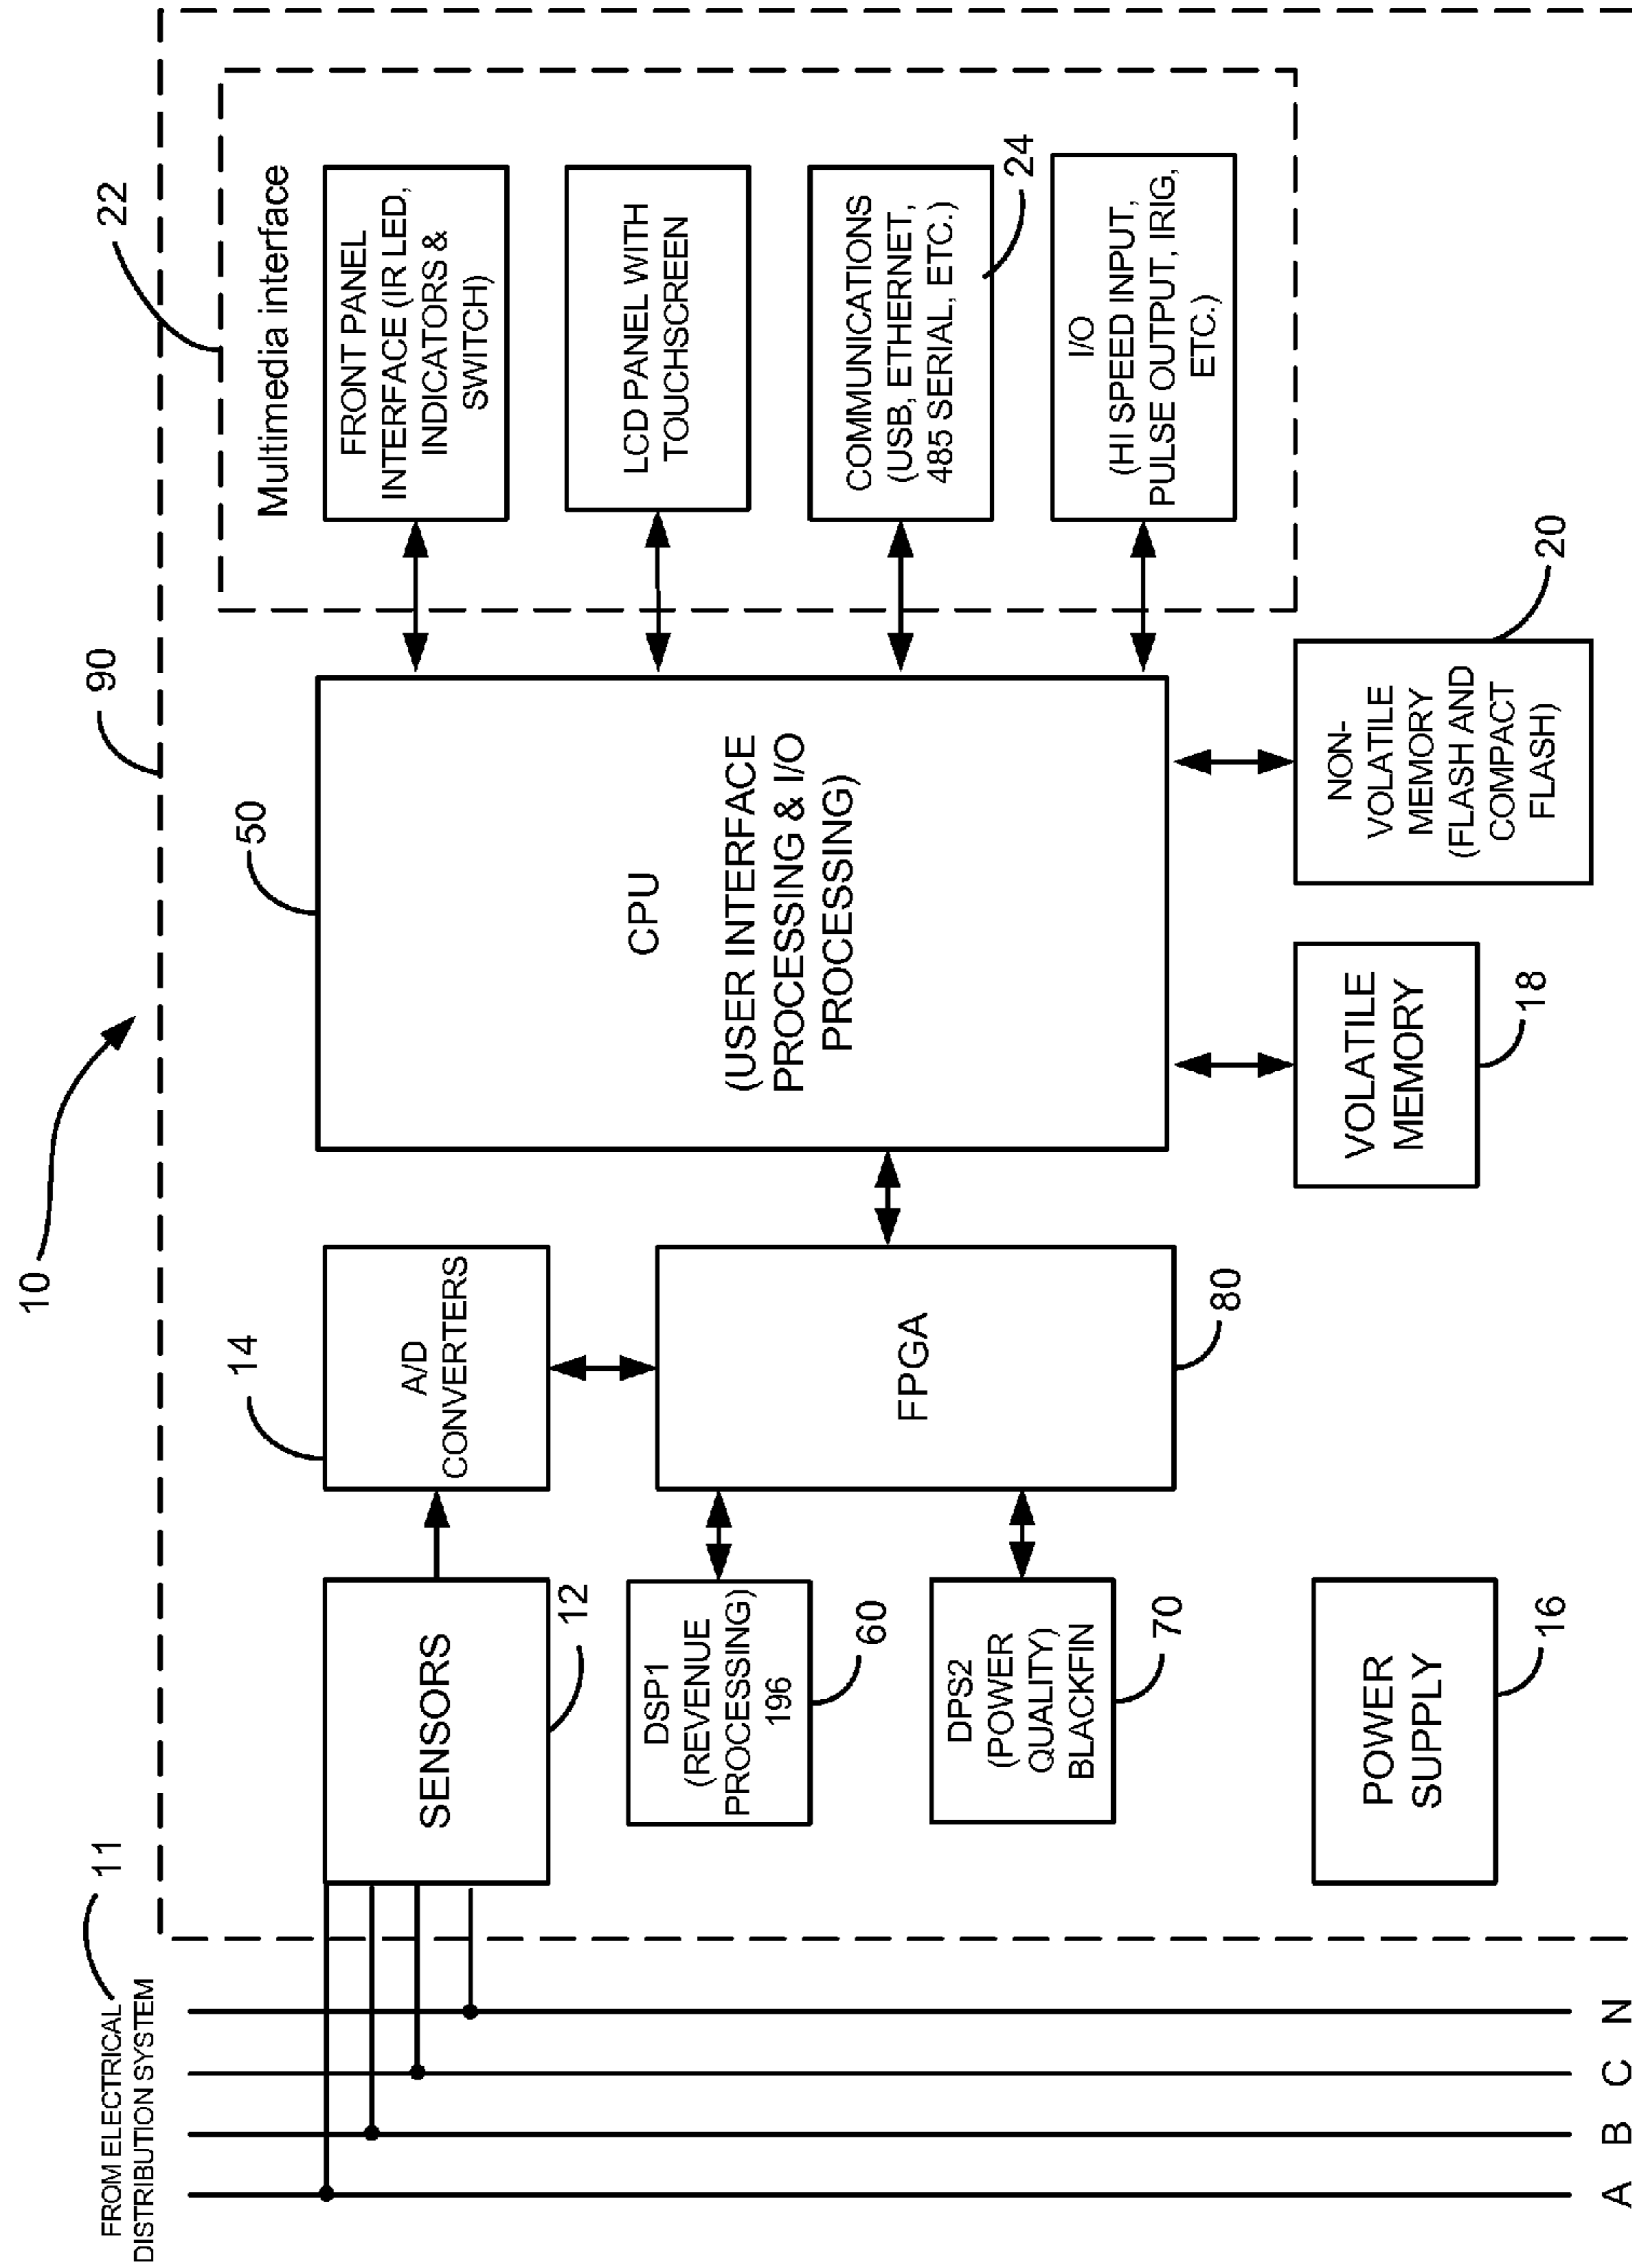 10
90
22
FROM ELECTRICAL
DISTRIBUTION SYSTEM
11
SENSORS
12
14
A/D
CONVERTERS
50
CPU
(USER INTERFACE
PROCESSING & I/O
PROCESSING)
Multimedia interface
FRONT PANEL
INTERFACE (IR LED,
INDICATORS &
SWITCH)
LCD PANEL WITH
TOUCHSCREEN
COMMUNICATIONS
(USB, ETHERNET,
485 SERIAL, ETC.)
24
I/O
(HI SPEED INPUT,
PULSE OUTPUT, IRIG,
ETC.)
DSP1
(REVENUE
PROCESSING)
196
60
FPGA
80
DPS2
(POWER
QUALITY)
BLACKFIN
70
POWER
SUPPLY
16
VOLATILE
MEMORY
18
NON-
VOLATILE
MEMORY
(FLASH AND
COMPACT
FLASH)
20
A B C N